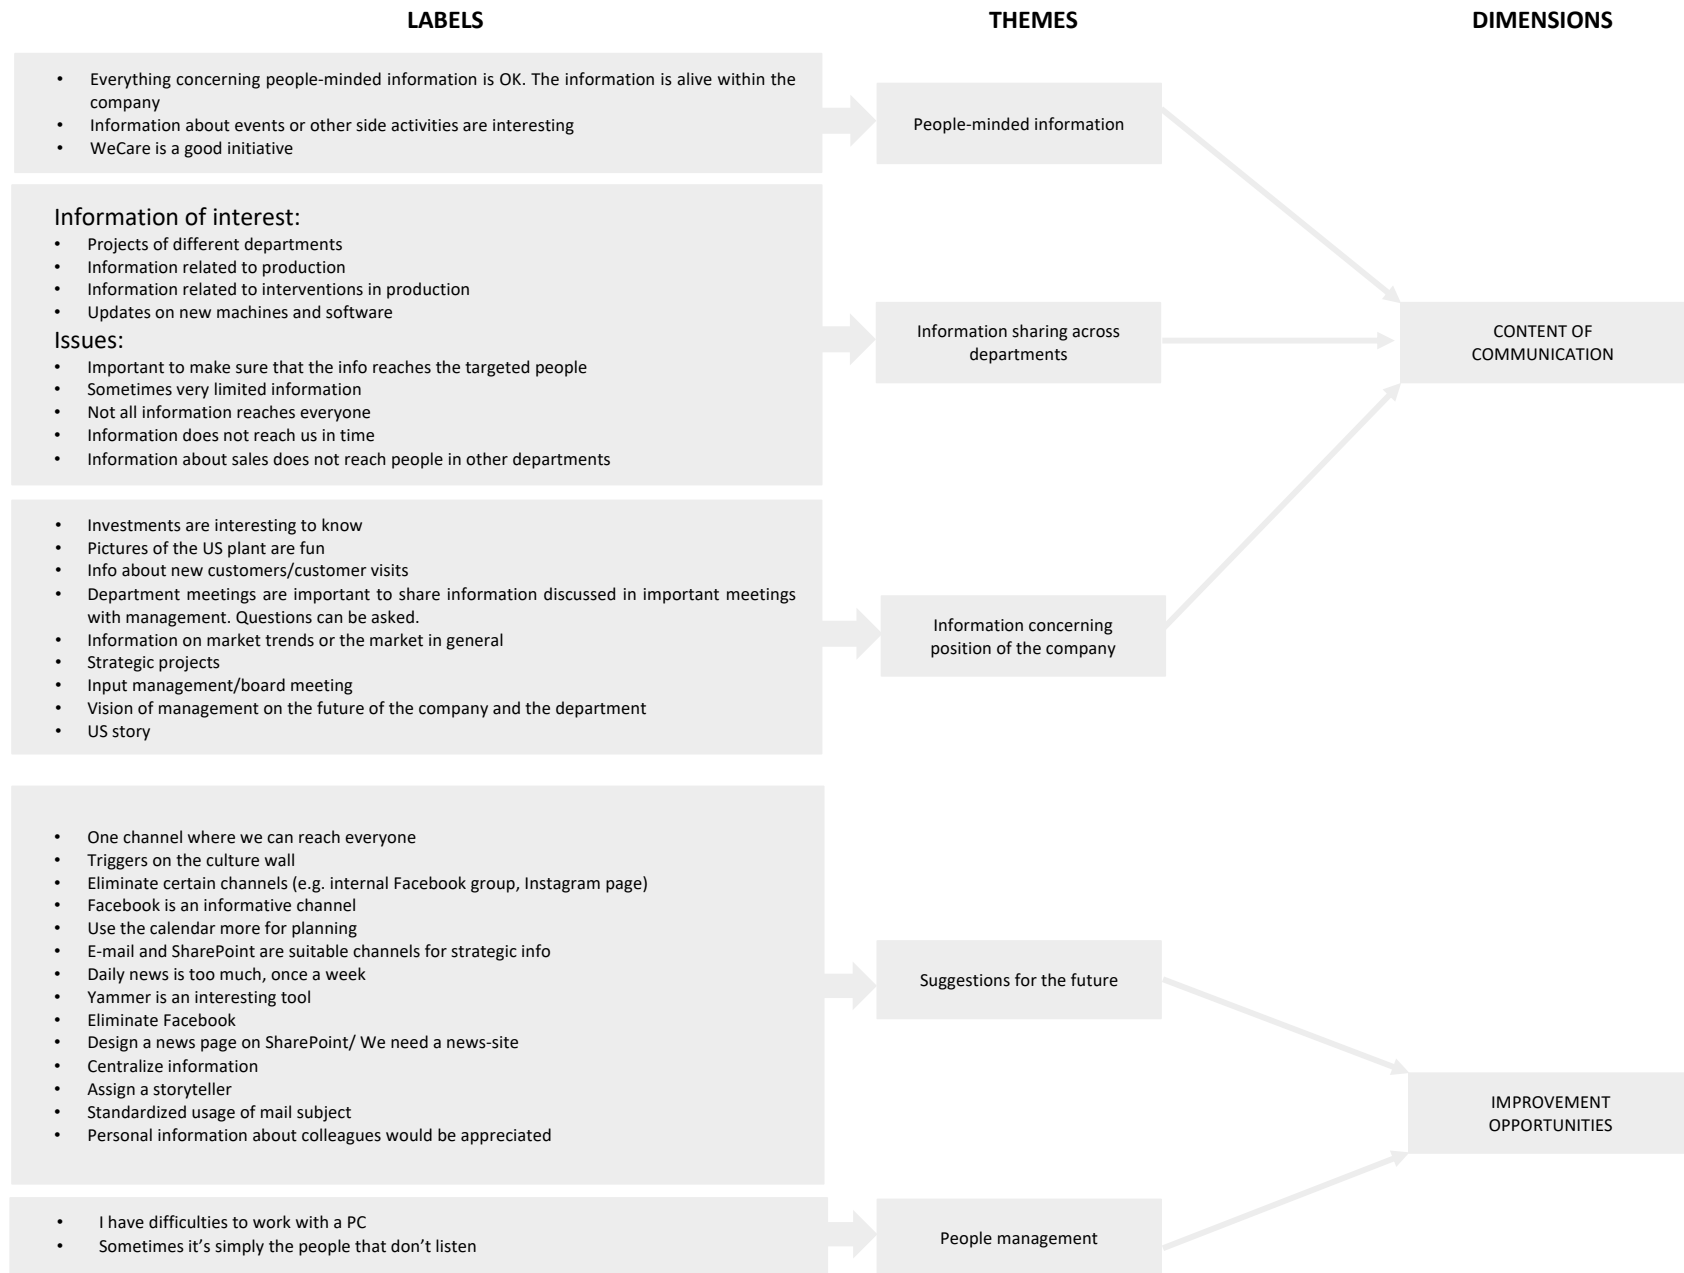 LABELS
THEMES
DIMENSIONS
• Everything concerning people-minded information is OK. The information is alive within the
company
• Information about events or other side activities are interesting
• WeCare is a good initiative
People-minded information
Information of interest:
• Projects of different departments
• Information related to production
• Information related to interventions in production
• Updates on new machines and software
Issues:
• Important to make sure that the info reaches the targeted people
• Sometimes very limited information
• Not all information reaches everyone
• Information does not reach us in time
• Information about sales does not reach people in other departments
Information sharing across
departments
CONTENT OF
COMMUNICATION
• Investments are interesting to know
• Pictures of the US plant are fun
• Info about new customers/customer visits
• Department meetings are important to share information discussed in important meetings
with management. Questions can be asked.
• Information on market trends or the market in general
• Strategic projects
• Input management/board meeting
• Vision of management on the future of the company and the department
• US story
Information concerning
position of the company
• One channel where we can reach everyone
• Triggers on the culture wall
• Eliminate certain channels (e.g. internal Facebook group, Instagram page)
• Facebook is an informative channel
• Use the calendar more for planning
• E-mail and SharePoint are suitable channels for strategic info
• Daily news is too much, once a week
• Yammer is an interesting tool
• Eliminate Facebook
• Design a news page on SharePoint/ We need a news-site
• Centralize information
• Assign a storyteller
• Standardized usage of mail subject
• Personal information about colleagues would be appreciated
Suggestions for the future
IMPROVEMENT
OPPORTUNITIES
• I have difficulties to work with a PC
• Sometimes it’s simply the people that don’t listen
People management